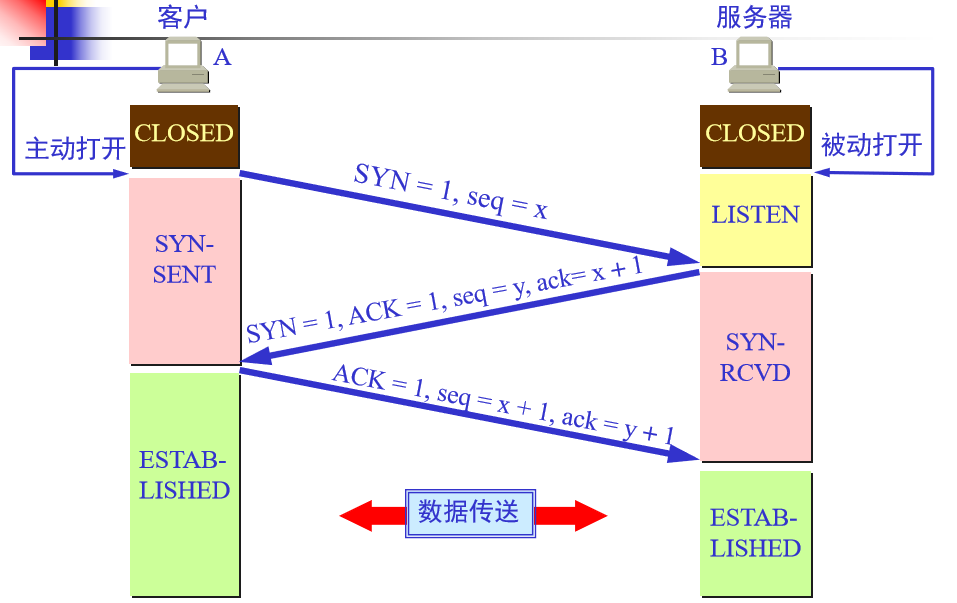 客户
服务器
A
B
CLOSED
CLOSED
主动打开
被动打开
SYN = 1, seq = x
LISTEN
SYN-
SENT
SYN = 1, ACK = 1, seq = y, ack= x + 1
SYN-
RCVD
ACK = 1, seq = x + 1, ack = y + 1
ESTAB-
LISHED
数据传送
ESTAB-
LISHED